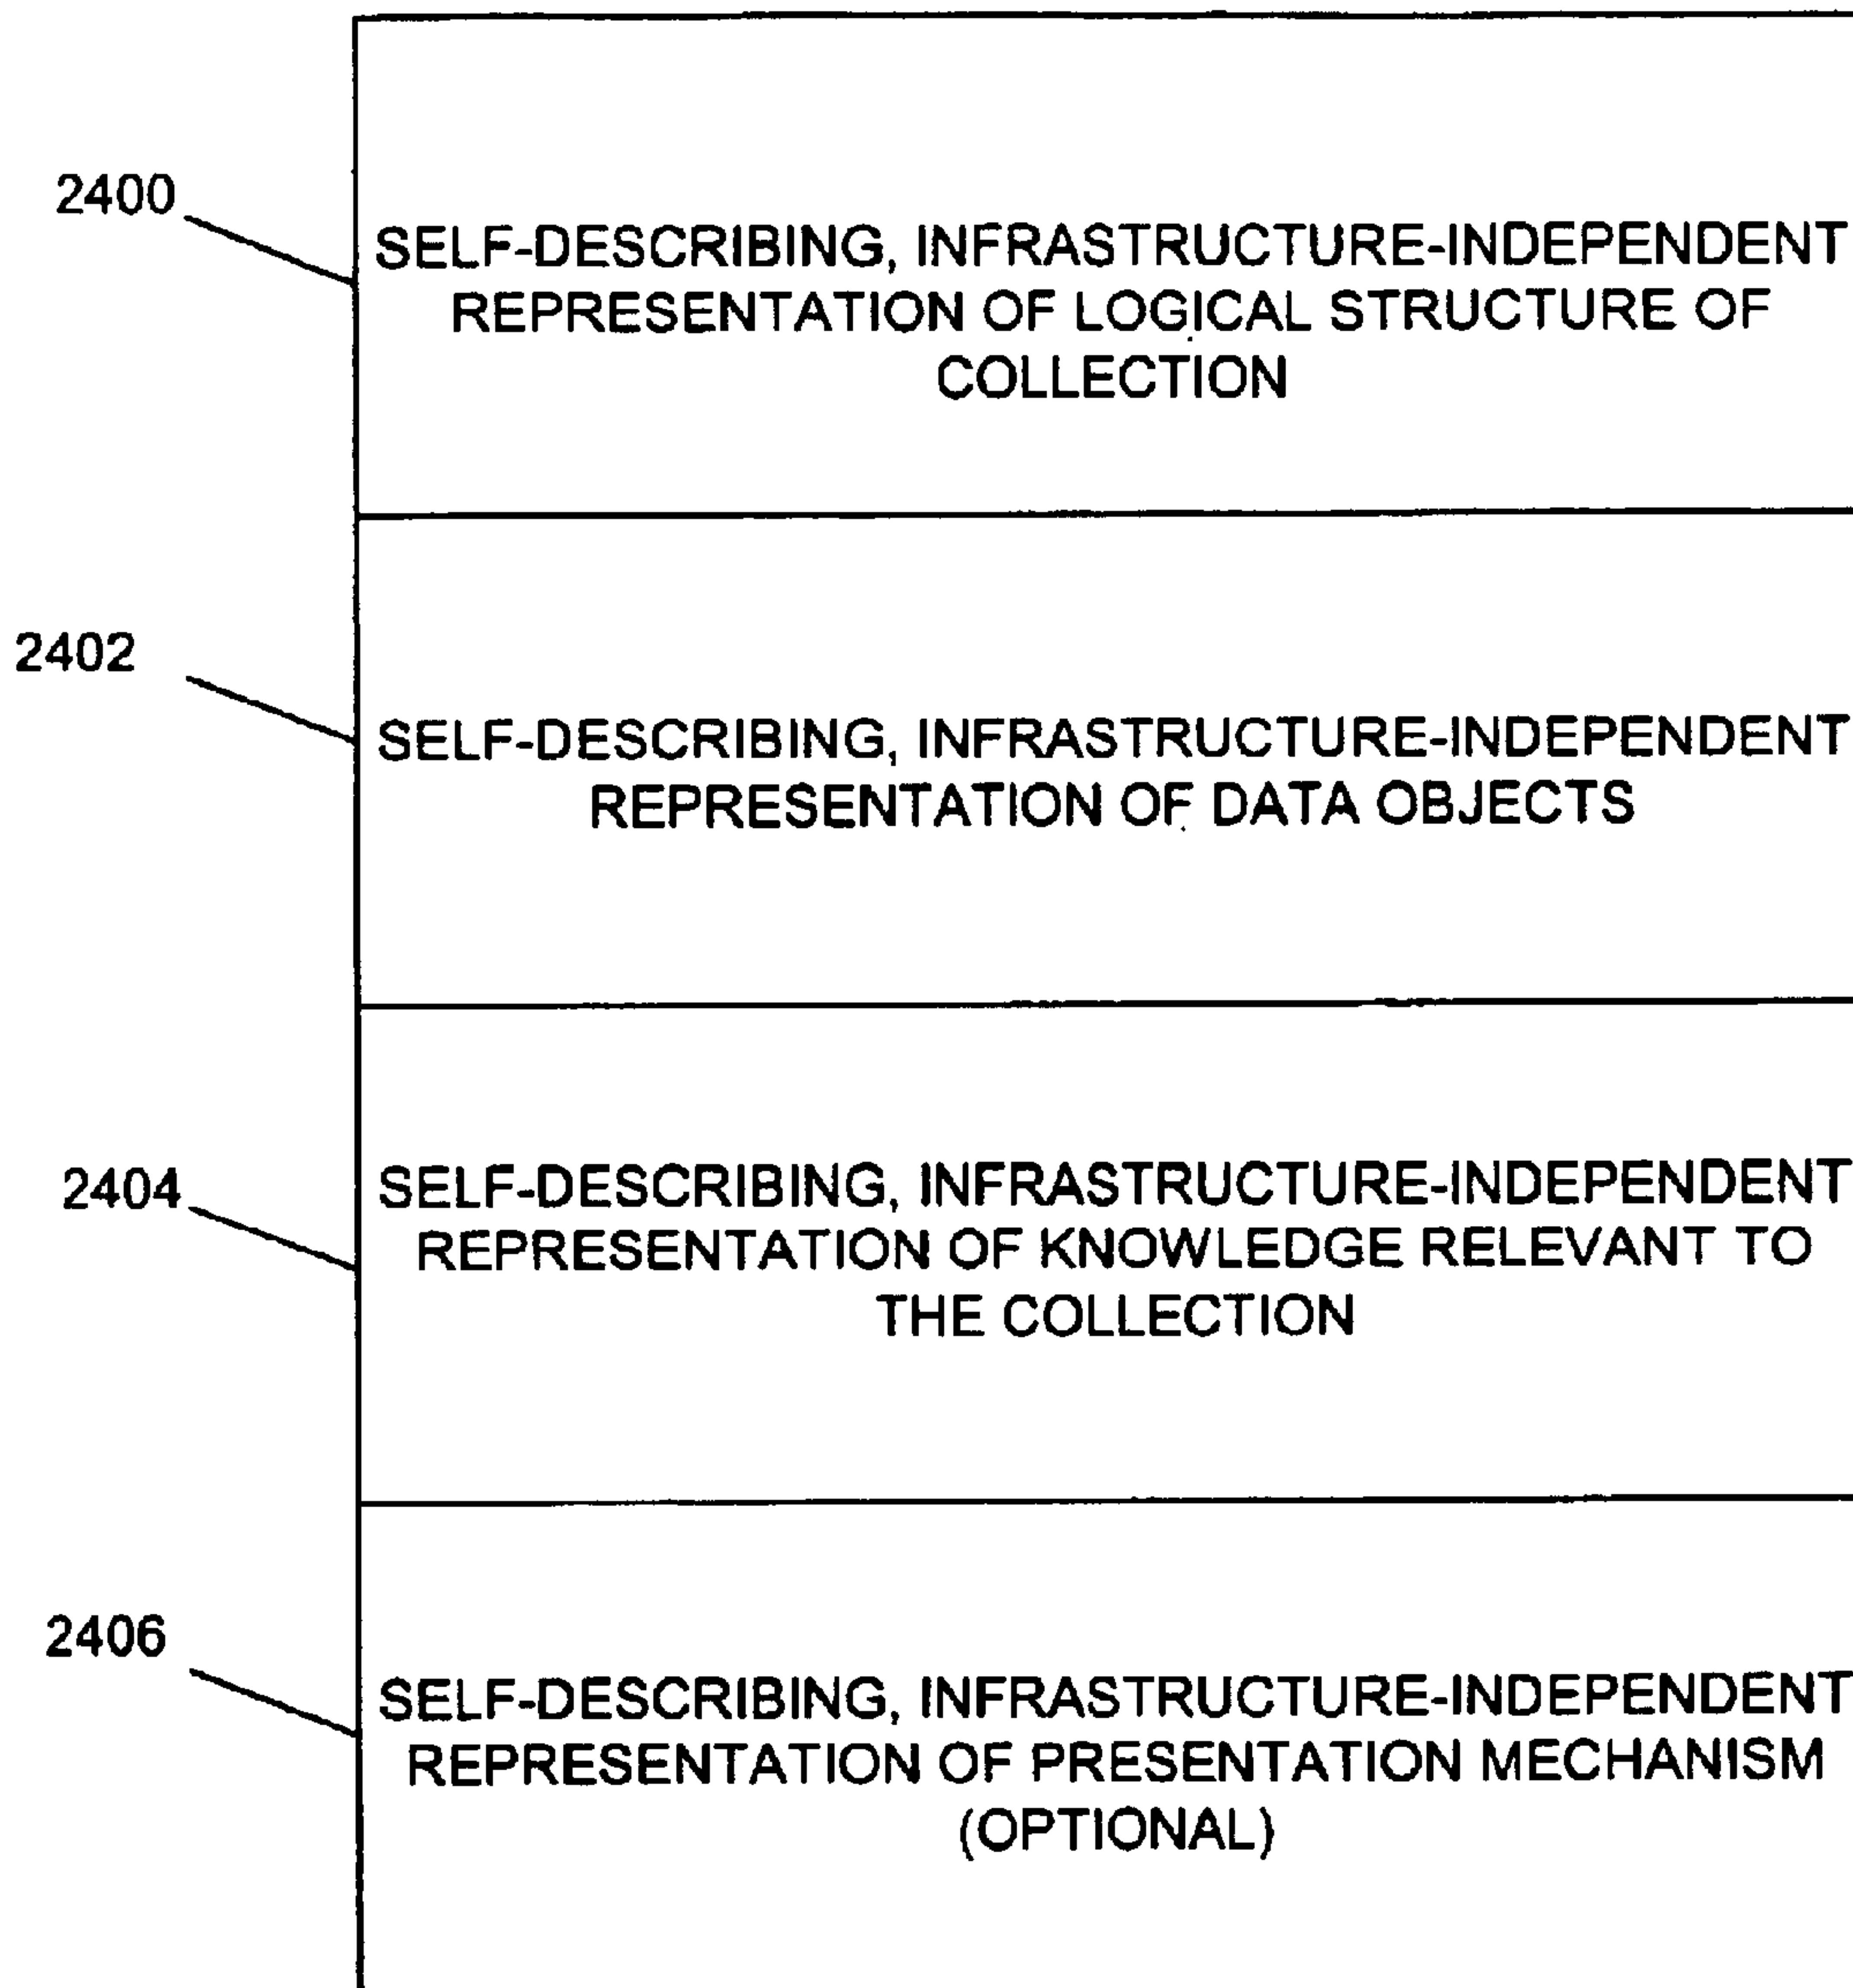 2400
SELF-DESCRIBING, INFRASTRUCTURE-INDEPENDENT
REPRESENTATION OF LOGICAL STRUCTURE OF
COLLECTION
2402
SELF-DESCRIBING, INFRASTRUCTURE-INDEPENDENT
REPRESENTATION OF DATA OBJECTS
2404
SELF-DESCRIBING, INFRASTRUCTURE-INDEPENDENT
REPRESENTATION OF KNOWLEDGE RELEVANT TO
THE COLLECTION
2406
SELF-DESCRIBING, INFRASTRUCTURE-INDEPENDENT
REPRESENTATION OF PRESENTATION MECHANISM
(OPTIONAL)